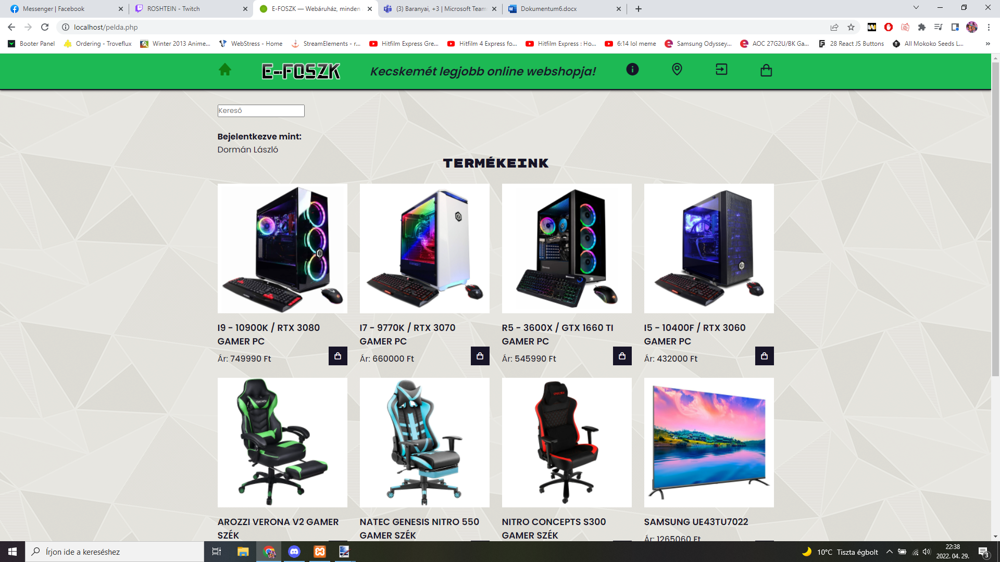 Messenger | Facebook
ROSHTEIN - Twitch
E-FOSZK — Webáruház, minden
(3) Baranyai, +3 | Microsoft Team
Dokumentum6.docx
localhost/pelda.php
Booter Panel
Ordering - Troveflux
Winter 2013 Anime...
WebStress - Home
StreamElements - r...
Hitfilm Express Gre...
Hitfilm 4 Express fo...
Hitfilm Express : Ho...
6:14 lol meme
Samsung Odyssey...
AOC 27G2U/BK Ga...
28 React JS Buttons
All Mokoko Seeds L...
»
E-FOSZK
Kecskemét legjobb online webshopja!
Kereső
Bejelentkezve mint:
Dormán László
TERMÉKEINK
I9 - 10900K / RTX 3080
GAMER PC
Ár: 749990 Ft
I7 - 9770K / RTX 3070
GAMER PC
Ár: 660000 Ft
R5 - 3600X / GTX 1660 TI
GAMER PC
Ár: 545990 Ft
I5 - 10400F / RTX 3060
GAMER PC
Ár: 432000 Ft
AROZZI VERONA V2 GAMER
SZÉK
NATEC GENESIS NITRO 550
GAMER SZÉK
NITRO CONCEPTS S300
GAMER SZÉK
SAMSUNG UE43TU7022
Ár: 1265060 Ft
Írjon ide a kereséshez
10°C Tiszta égbolt
22:38
2022. 04. 29.
3